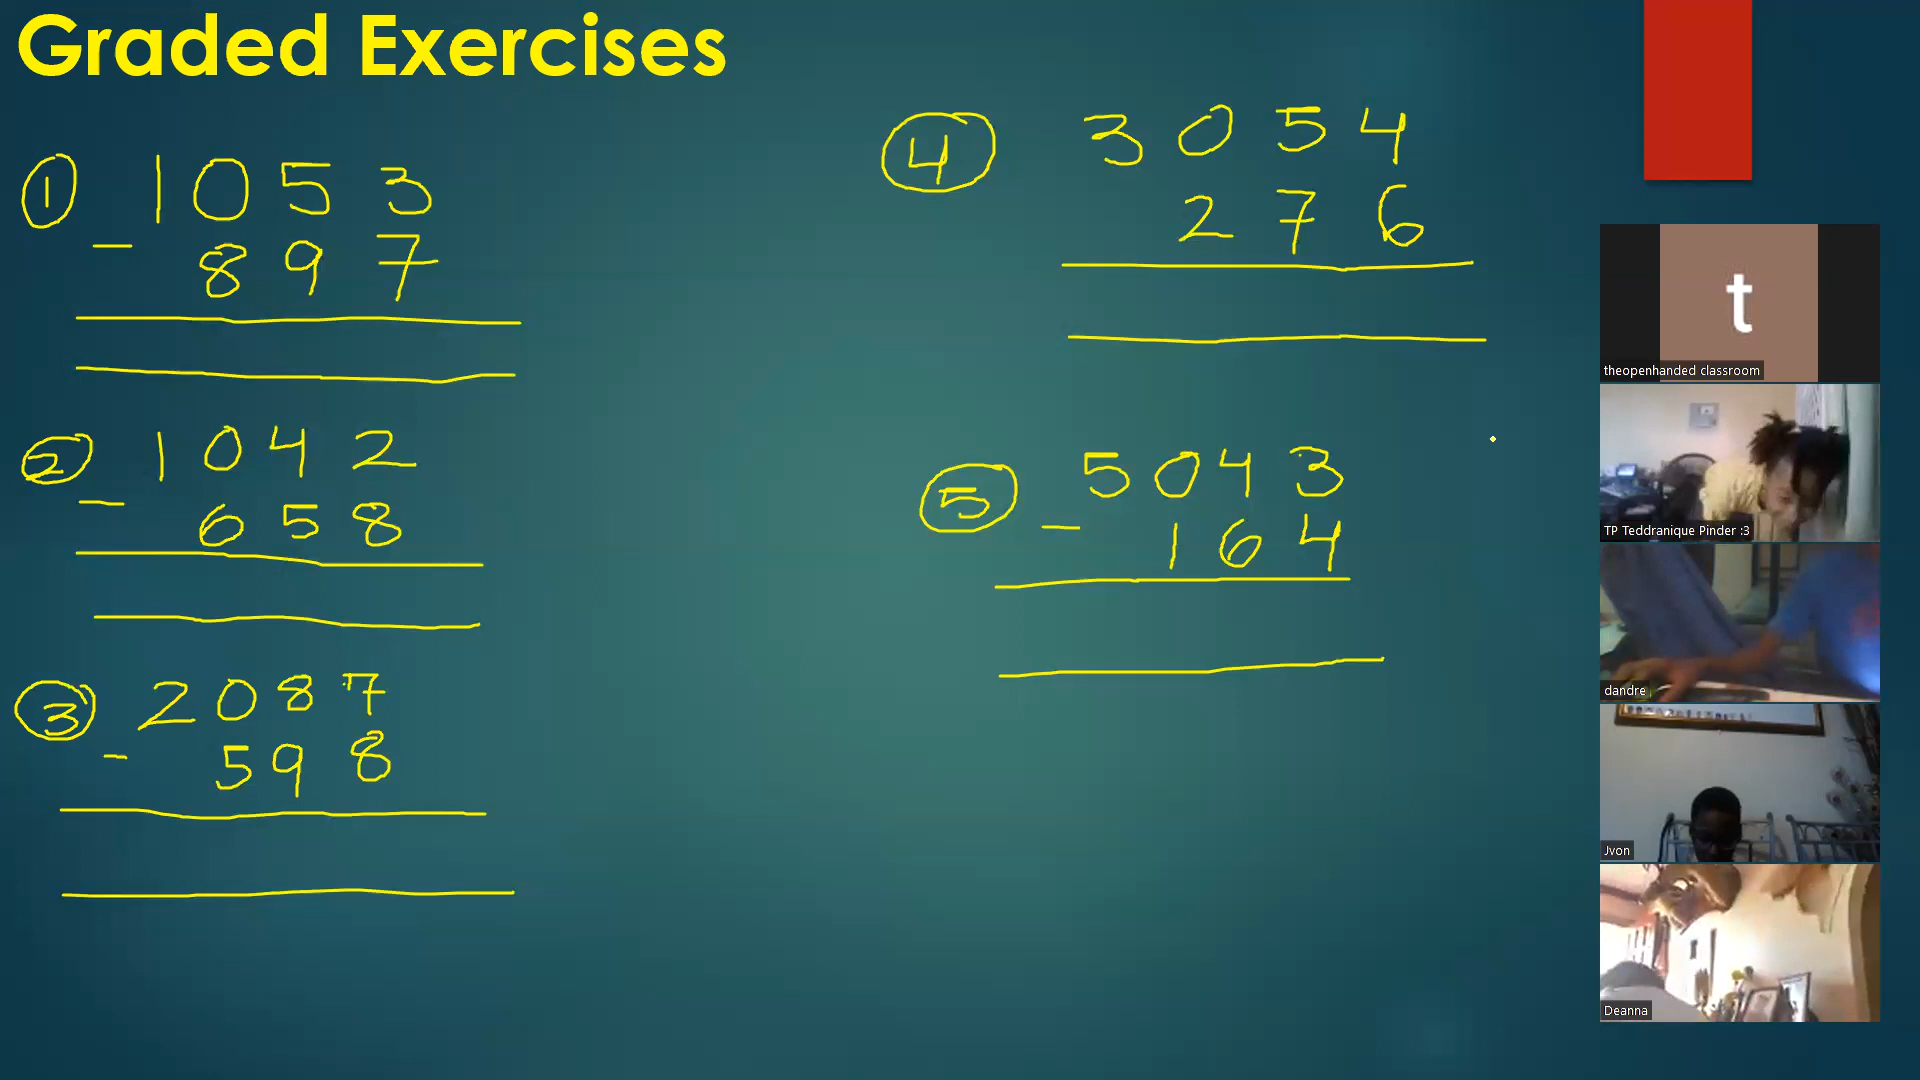 Graded Exercises
1 1053
- 897
2 1042
- 658
3 2087
- 598
4 3054
276
5 5043
- 164
t
theopenhanded classroom
TP Teddranique Pinder :3
dandre
Jvon
Deanna